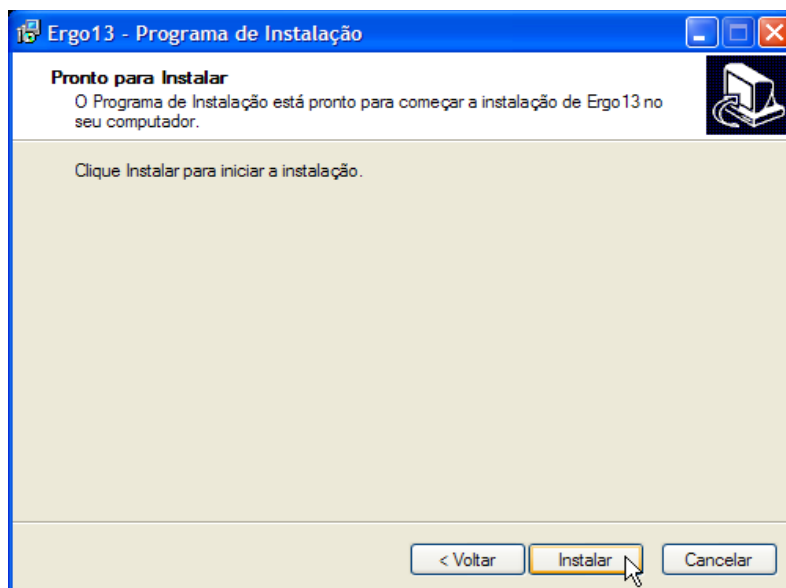 Ergo13 - Programa de Instalação
Pronto para Instalar
O Programa de Instalação está pronto para começar a instalação de Ergo13 no
seu computador.
Clique Instalar para iniciar a instalação.
< Voltar
Instalar
Cancelar